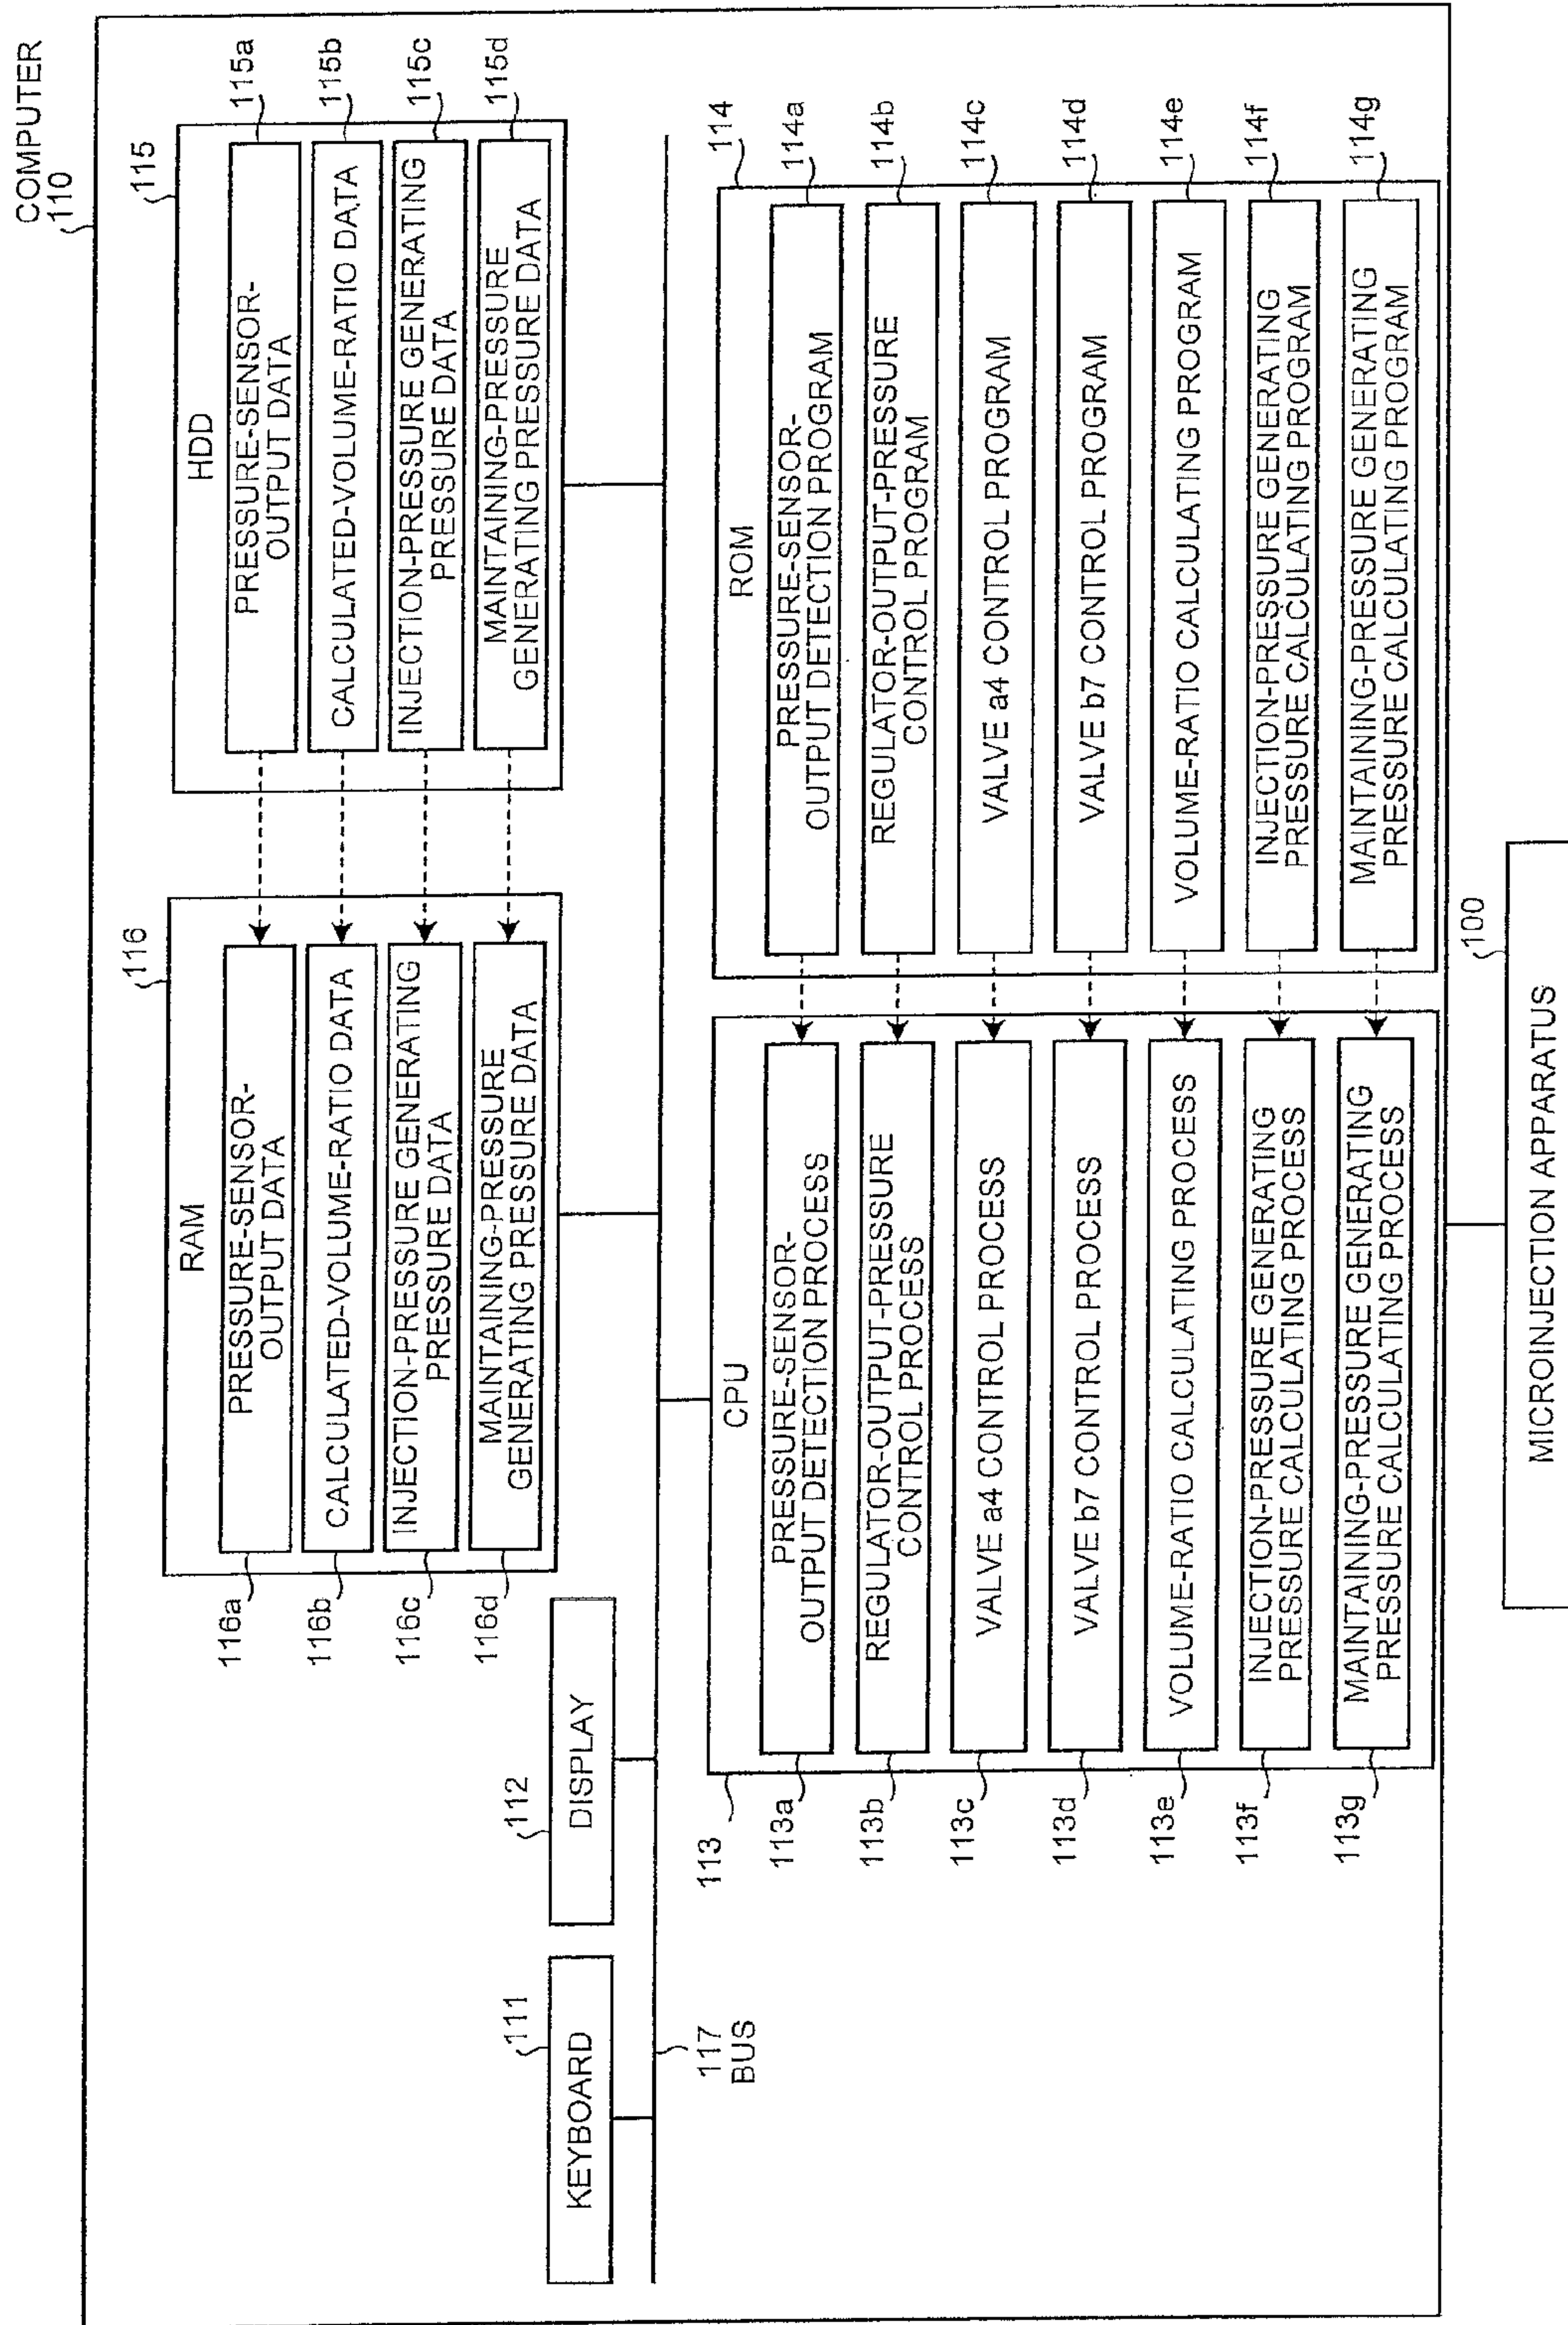 COMPUTER
110
111
KEYBOARD
112
DISPLAY
117
BUS
116
RAM
116a
PRESSURE-SENSOR-
OUTPUT DATA
116b
CALCULATED-VOLUME-RATIO DATA
116c
INJECTION-PRESSURE GENERATING
PRESSURE DATA
116d
MAINTAINING-PRESSURE
GENERATING PRESSURE DATA
115
HDD
115a
PRESSURE-SENSOR-
OUTPUT DATA
115b
CALCULATED-VOLUME-RATIO DATA
115c
INJECTION-PRESSURE GENERATING
PRESSURE DATA
115d
MAINTAINING-PRESSURE
GENERATING PRESSURE DATA
113
CPU
113a
PRESSURE-SENSOR-
OUTPUT DETECTION PROCESS
113b
REGULATOR-OUTPUT-PRESSURE
CONTROL PROCESS
113c
VALVE a4 CONTROL PROCESS
113d
VALVE b7 CONTROL PROCESS
113e
VOLUME-RATIO CALCULATING PROCESS
113f
INJECTION-PRESSURE GENERATING
PRESSURE CALCULATING PROCESS
113g
MAINTAINING-PRESSURE GENERATING
PRESSURE CALCULATING PROCESS
114
ROM
114a
PRESSURE-SENSOR-
OUTPUT DETECTION PROGRAM
114b
REGULATOR-OUTPUT-PRESSURE
CONTROL PROGRAM
114c
VALVE a4 CONTROL PROGRAM
114d
VALVE b7 CONTROL PROGRAM
114e
VOLUME-RATIO CALCULATING PROGRAM
114f
INJECTION-PRESSURE GENERATING
PRESSURE CALCULATING PROGRAM
114g
MAINTAINING-PRESSURE GENERATING
PRESSURE CALCULATING PROGRAM
100
MICROINJECTION APPARATUS